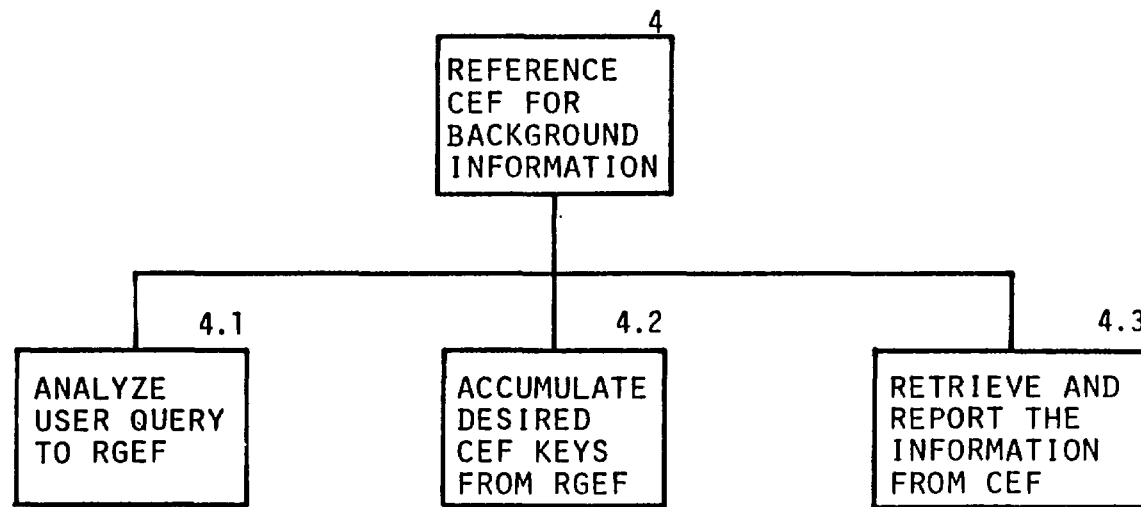 4
REFERENCE
CEF FOR
BACKGROUND
INFORMATION
4.1
ANALYZE
USER QUERY
TO RGEF
4.2
ACCUMULATE
DESIRED
CEF KEYS
FROM RGEF
4.3
RETRIEVE AND
REPORT THE
INFORMATION
FROM CEF